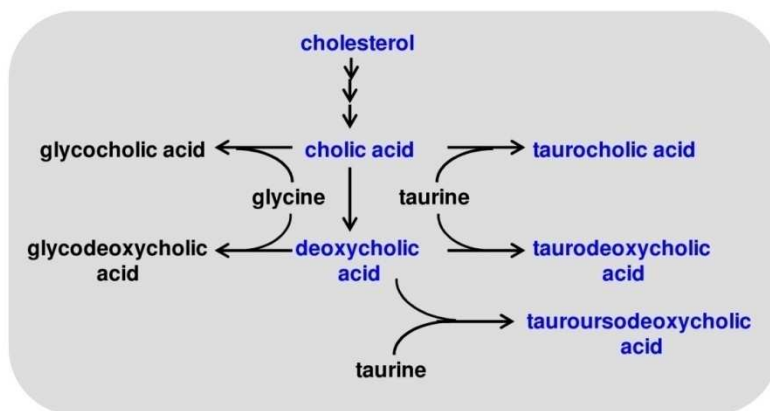 cholesterol
glycocholic acid
cholic acid
taurocholic acid
glycine
taurine
glycodeoxycholic
acid
deoxycholic
acid
taurodeoxycholic
acid
tauroursodeoxycholic
acid
taurine